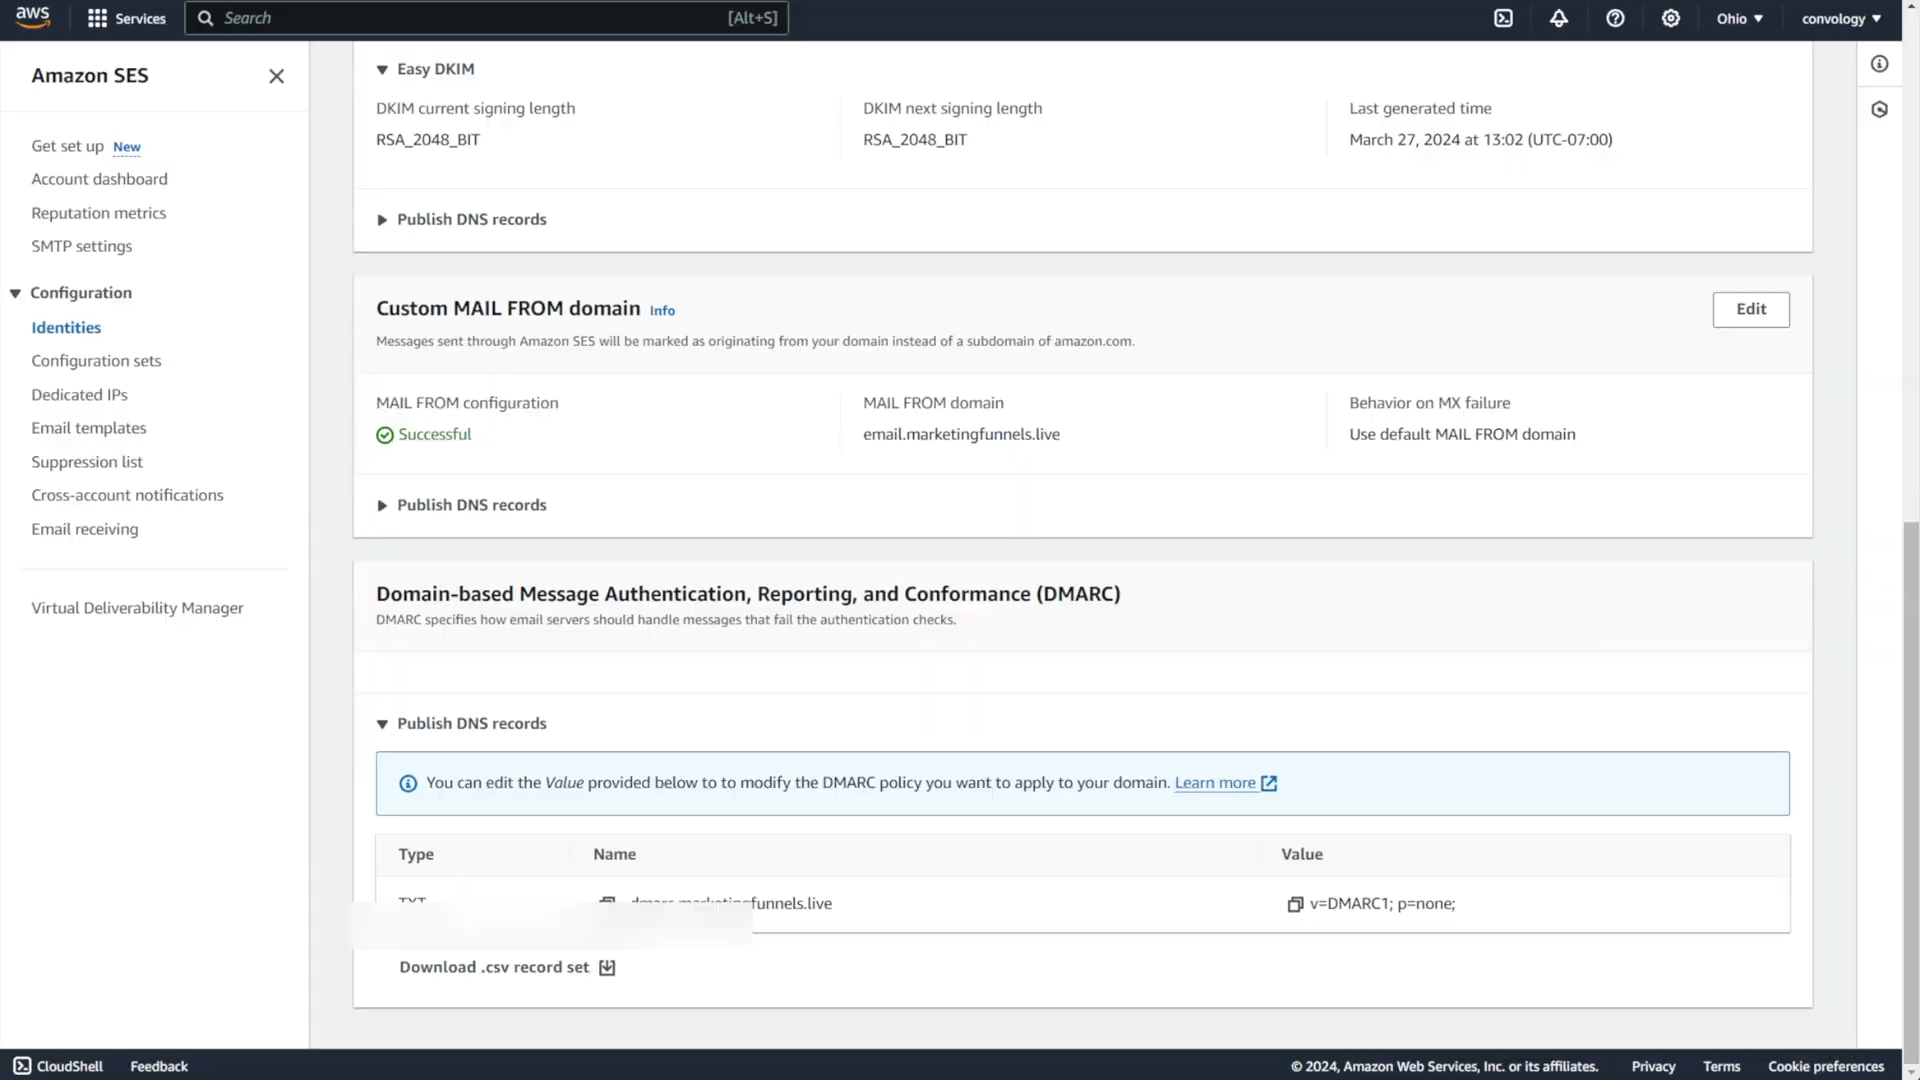 aws
Services
Search
[Alt+S]
Ohio ▼
convology ▼
Amazon SES
Get set up New
Account dashboard
Reputation metrics
SMTP settings
Configuration
Identities
Configuration sets
Dedicated IPs
Email templates
Suppression list
Cross-account notifications
Email receiving
Virtual Deliverability Manager
Easy DKIM
DKIM current signing length
RSA_2048_BIT
DKIM next signing length
RSA_2048_BIT
Last generated time
March 27, 2024 at 13:02 (UTC-07:00)
Publish DNS records
Custom MAIL FROM domain Info
Edit
Messages sent through Amazon SES will be marked as originating from your domain instead of a subdomain of amazon.com.
MAIL FROM configuration
Successful
MAIL FROM domain
email.marketingfunnels.live
Behavior on MX failure
Use default MAIL FROM domain
Publish DNS records
Domain-based Message Authentication, Reporting, and Conformance (DMARC)
DMARC specifies how email servers should handle messages that fail the authentication checks.
Publish DNS records
You can edit the Value provided below to to modify the DMARC policy you want to apply to your domain. Learn more
Type
Name
Value
TXT
_dmarc.marketingfunnels.live
v=DMARC1; p=none;
Download .csv record set
CloudShell
Feedback
© 2024, Amazon Web Services, Inc. or its affiliates.
Privacy
Terms
Cookie preferences